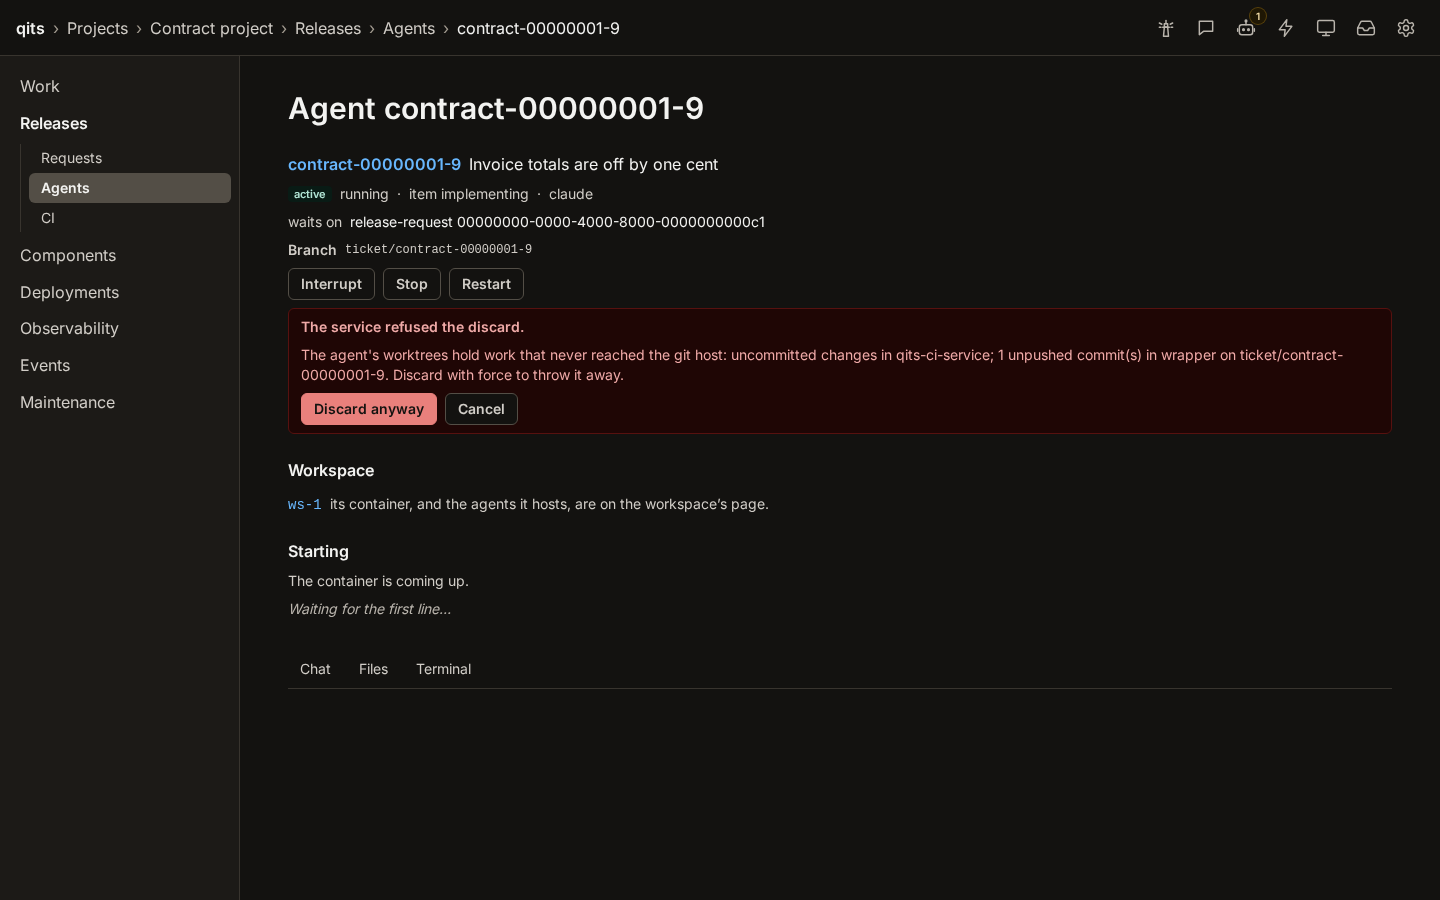 qits › Projects › Contract project › Releases › Agents › contract-00000001-9
1
Work
Releases
Requests
Agents
CI
Components
Deployments
Observability
Events
Maintenance
Agent contract-00000001-9
contract-00000001-9 Invoice totals are off by one cent
active running · item implementing · claude
waits on release-request 00000000-0000-4000-8000-0000000000c1
Branch ticket/contract-00000001-9
Interrupt Stop Restart
The service refused the discard.
The agent's worktrees hold work that never reached the git host: uncommitted changes in qits-ci-service; 1 unpushed commit(s) in wrapper on ticket/contract-
00000001-9. Discard with force to throw it away.
Discard anyway Cancel
Workspace
ws-1 its container, and the agents it hosts, are on the workspace’s page.
Starting
The container is coming up.
Waiting for the first line…
Chat Files Terminal